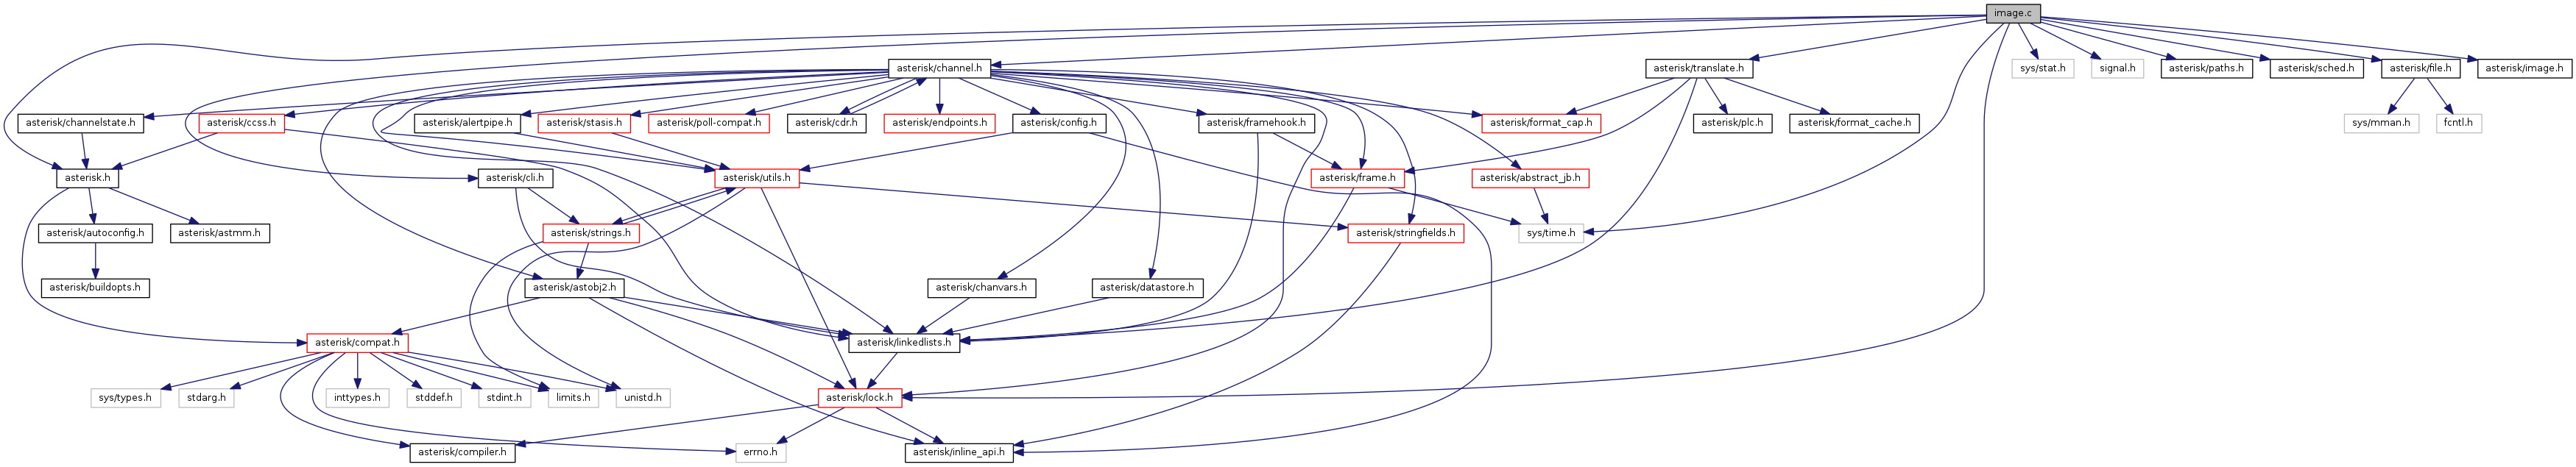 image.c
asterisk/channel.h
asterisk/translate.h
sys/stat.h
signal.h
asterisk/paths.h
asterisk/sched.h
asterisk/file.h
asterisk/image.h
asterisk/channelstate.h
asterisk/ccss.h
asterisk/alertpipe.h
asterisk/stasis.h
asterisk/poll-compat.h
asterisk/cdr.h
asterisk/endpoints.h
asterisk/config.h
asterisk/framehook.h
asterisk/format_cap.h
asterisk/plc.h
asterisk/format_cache.h
sys/mman.h
fcntl.h
asterisk.h
asterisk/cli.h
asterisk/utils.h
asterisk/frame.h
asterisk/abstract_jb.h
asterisk/autoconfig.h
asterisk/astmm.h
asterisk/strings.h
asterisk/stringfields.h
sys/time.h
asterisk/buildopts.h
asterisk/astobj2.h
asterisk/chanvars.h
asterisk/datastore.h
asterisk/compat.h
asterisk/linkedlists.h
sys/types.h
stdarg.h
inttypes.h
stddef.h
stdint.h
limits.h
unistd.h
asterisk/lock.h
asterisk/compiler.h
errno.h
asterisk/inline_api.h